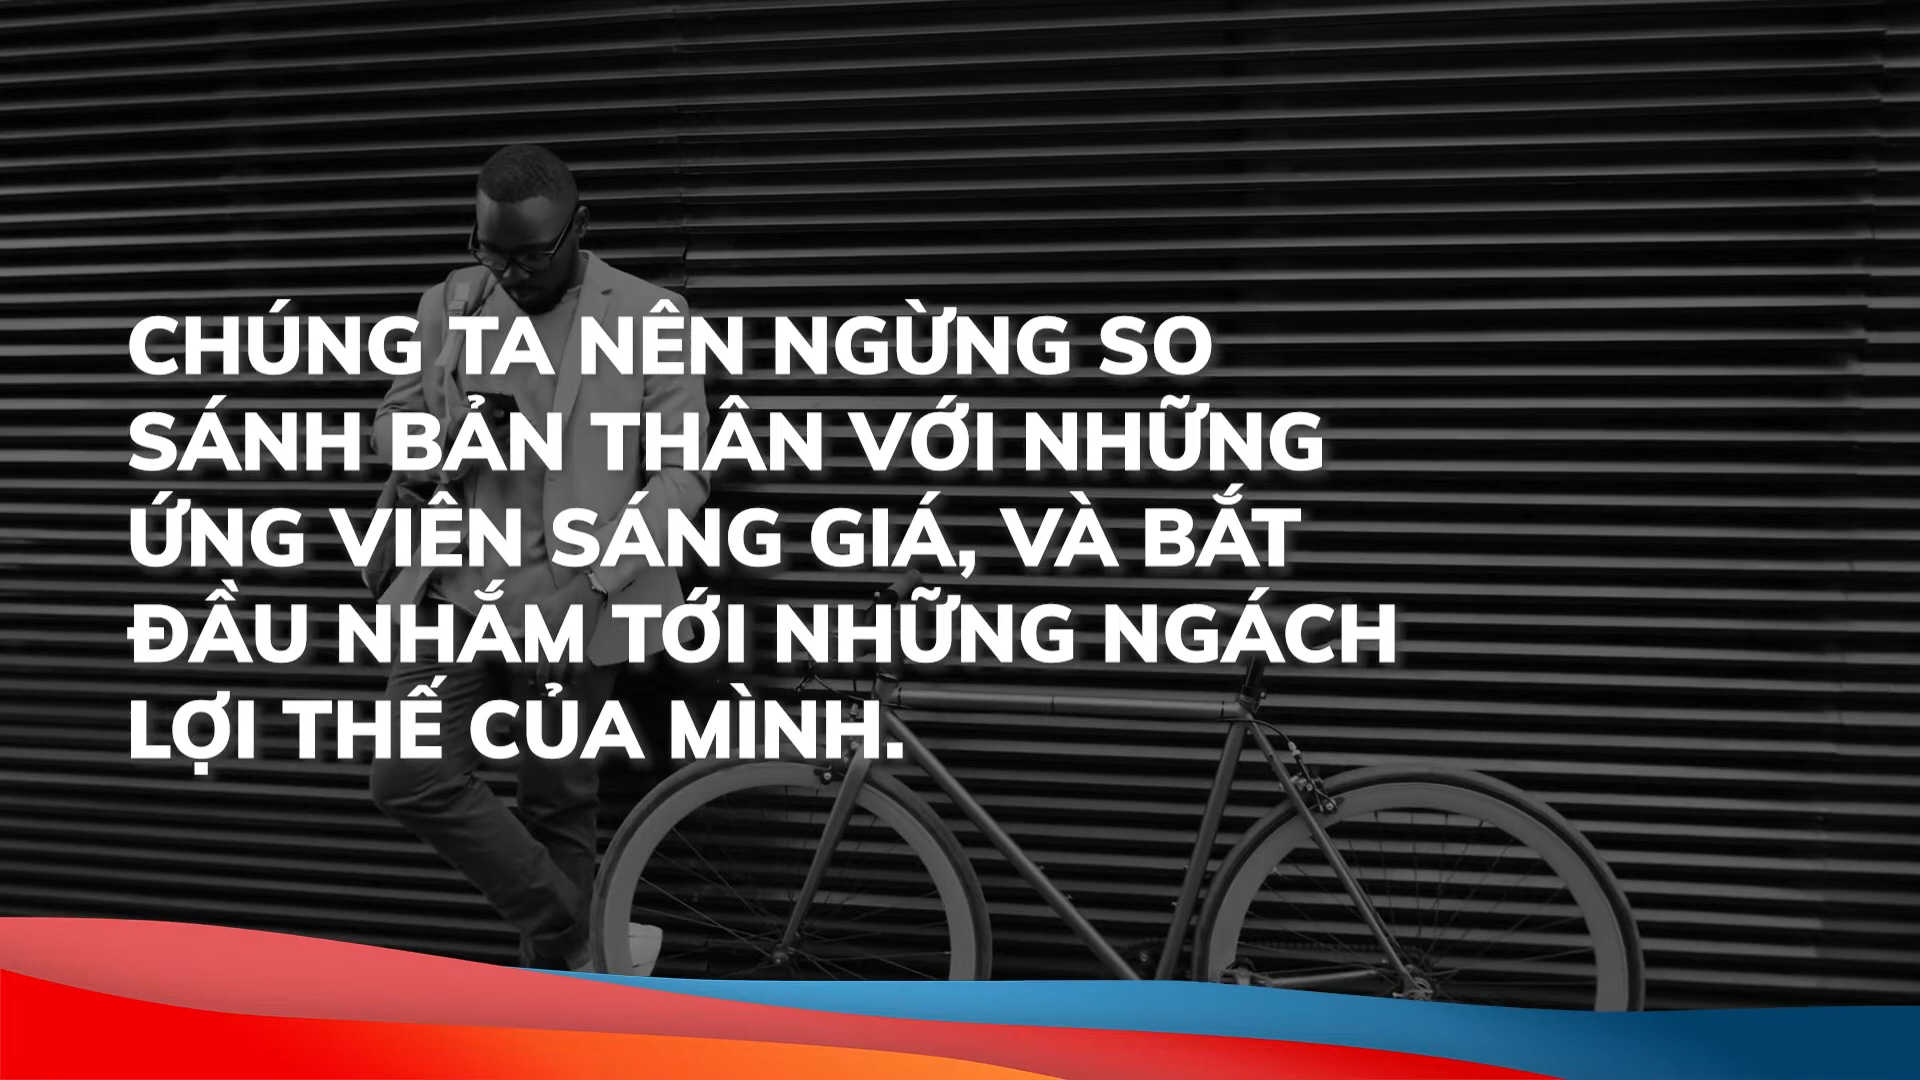 CHÚNG TA NÊN NGỪNG SO
SÁNH BẢN THÂN VỚI NHỮNG
ỨNG VIÊN SÁNG GIÁ, VÀ BẮT
ĐẦU NHẮM TỚI NHỮNG NGÁCH
LỢI THẾ CỦA MÌNH.